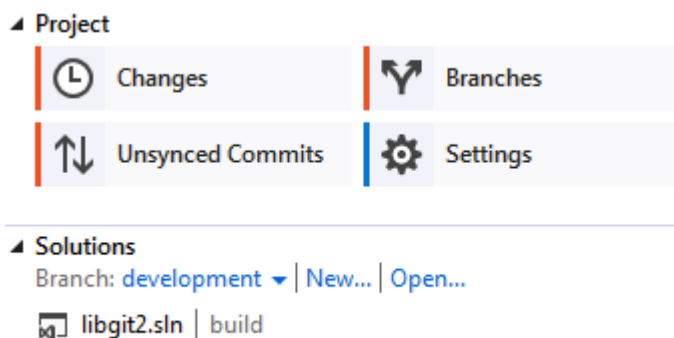 Project
Changes
Branches
Unsynced Commits
Settings
Solutions
Branch: development | New... | Open...
libgit2.sln | build